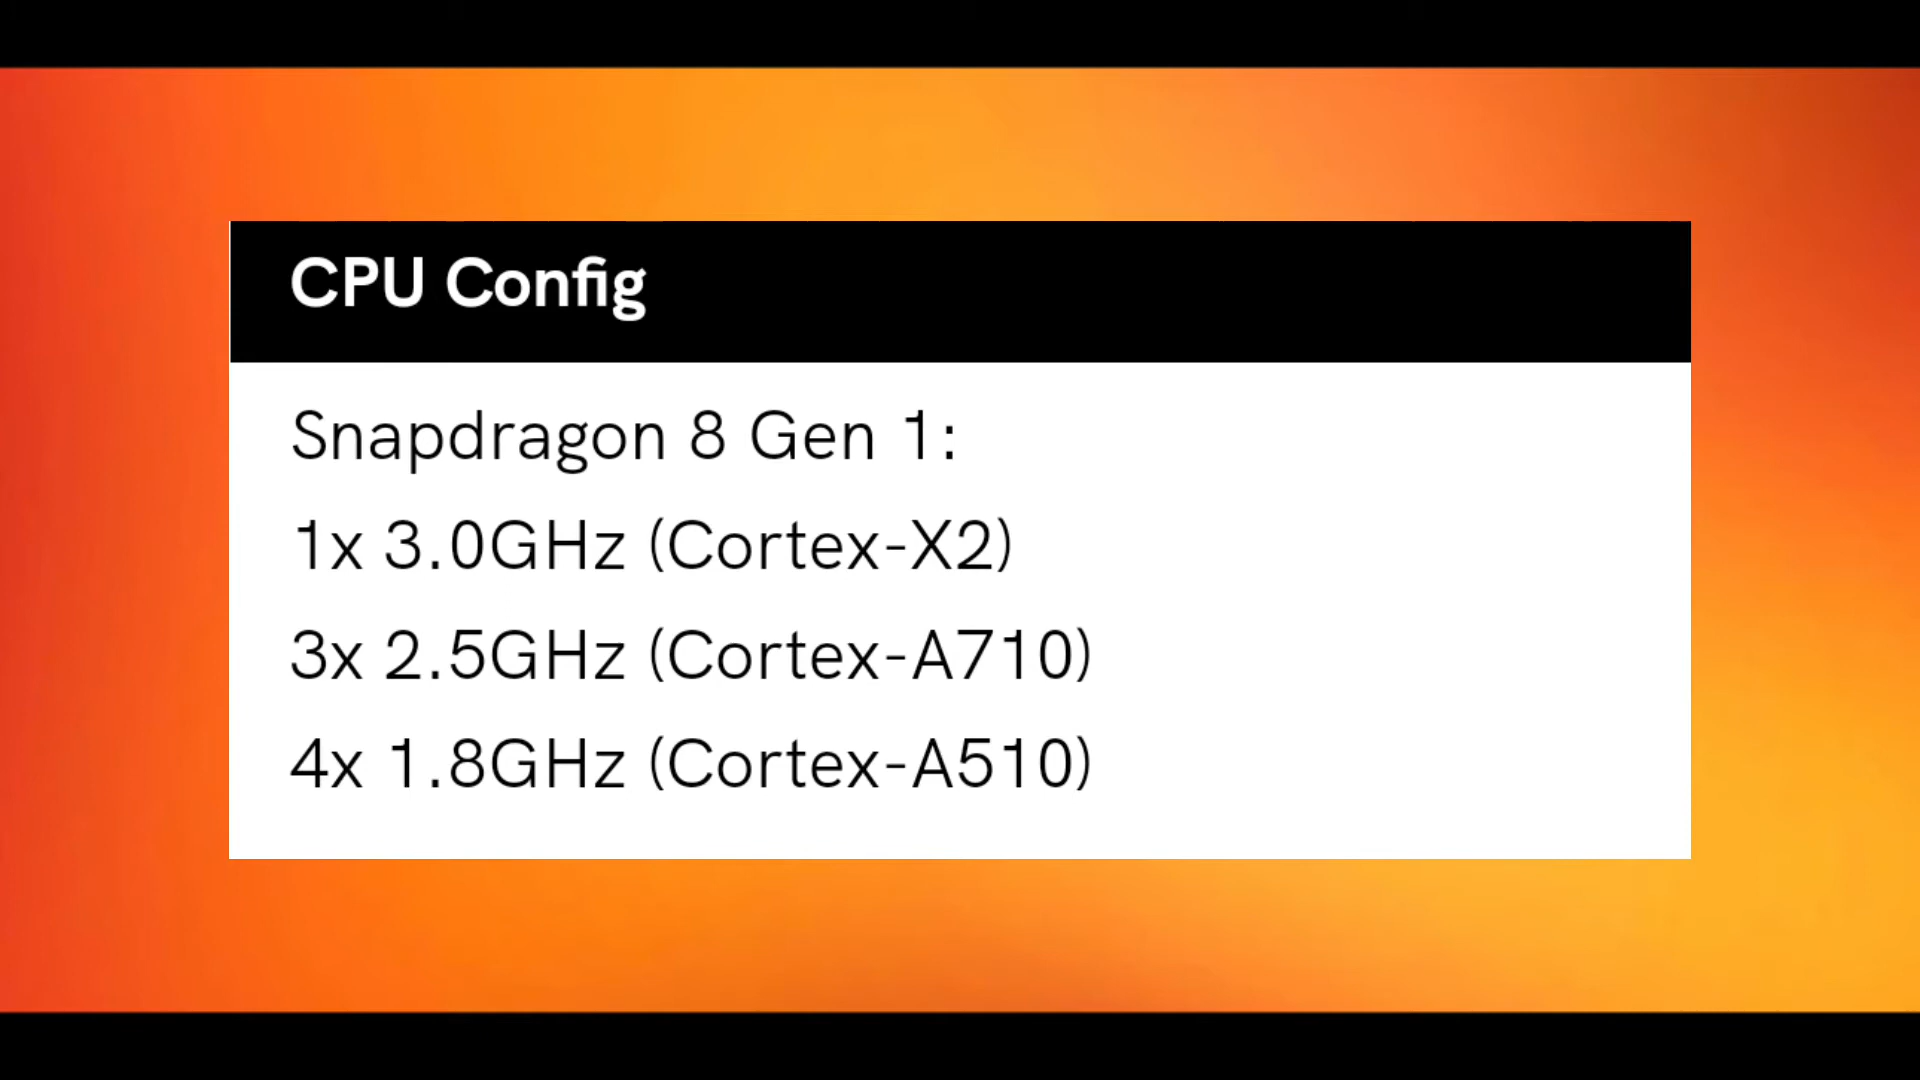 CPU Config
Snapdragon 8 Gen 1:
1x 3.0GHz (Cortex-X2)
3x 2.5GHz (Cortex-A710)
4x 1.8GHz (Cortex-A510)